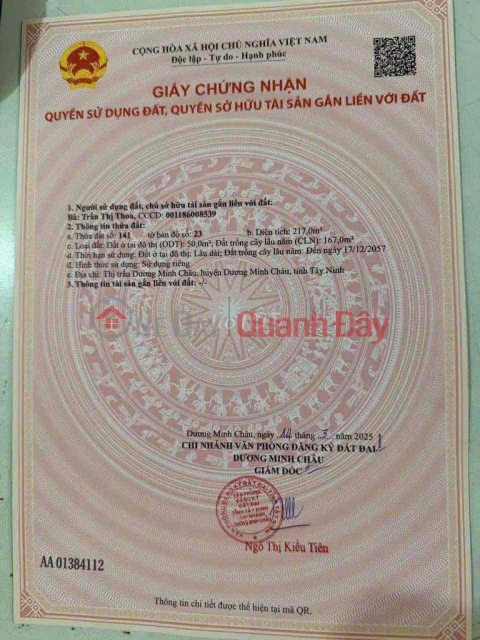 CỘNG HÒA XÃ HỘI CHỦ NGHĨA VIỆT NAM
Độc lập - Tự do - Hạnh phúc
GIẤY CHỨNG NHẬN
QUYỀN SỬ DỤNG ĐẤT, QUYỀN SỞ HỮU TÀI SẢN GẮN LIỀN VỚI ĐẤT
1. Người sử dụng đất, chủ sở hữu tài sản gắn liền với đất:
Bà: Trần Thị Thoa, CCCD: 001186008539
2. Thông tin thửa đất:
a. Thửa đất số: 141 tờ bản đồ số: 23 b. Diện tích: 217,0m²
c. Loại đất: Đất ở tại đô thị (ODT): 50,0m²; Đất trồng cây lâu năm (CLN): 167,0m²
d. Thời hạn sử dụng: Đất ở tại đô thị: Lâu dài; Đất trồng cây lâu năm: Đến ngày 17/12/2057
đ. Hình thức sử dụng: Sử dụng riêng
e. Địa chỉ: Thị trấn Dương Minh Châu, huyện Dương Minh Châu, tỉnh Tây Ninh
3. Thông tin tài sản gắn liền với đất: -/-
Quanh Đây
Dương Minh Châu, ngày 14 tháng 3 năm 2025
CHI NHÁNH VĂN PHÒNG ĐĂNG KÝ ĐẤT ĐAI
DƯƠNG MINH CHÂU
GIÁM ĐỐC
Ngô Thị Kiều Tiên
AA 01384112
Thông tin chi tiết được thể hiện tại mã QR.